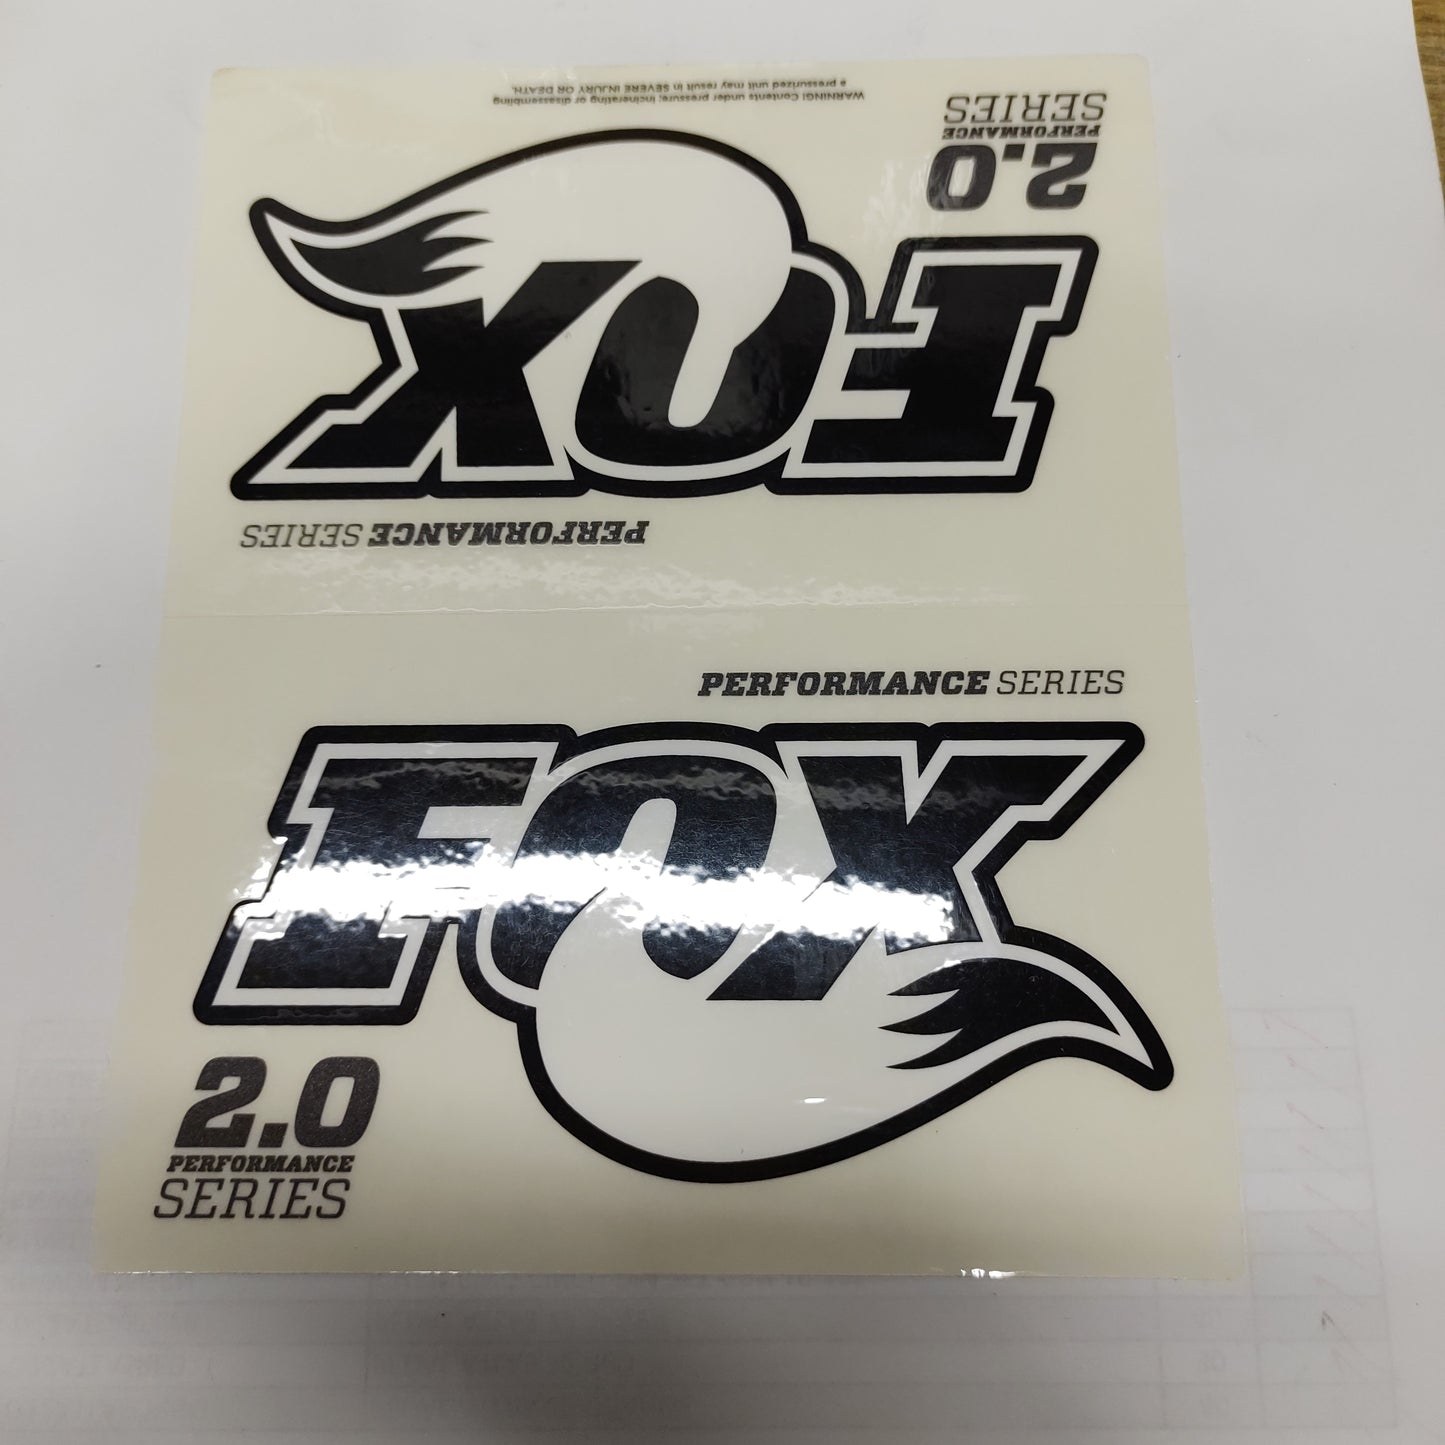 WARNING! Contents under pressure; incinerating or disassembling
a pressurized unit may result in SEVERE INJURY OR DEATH.
2.0
PERFORMANCE
SERIES
FOX
PERFORMANCE SERIES
PERFORMANCE SERIES
FOX
2.0
PERFORMANCE
SERIES